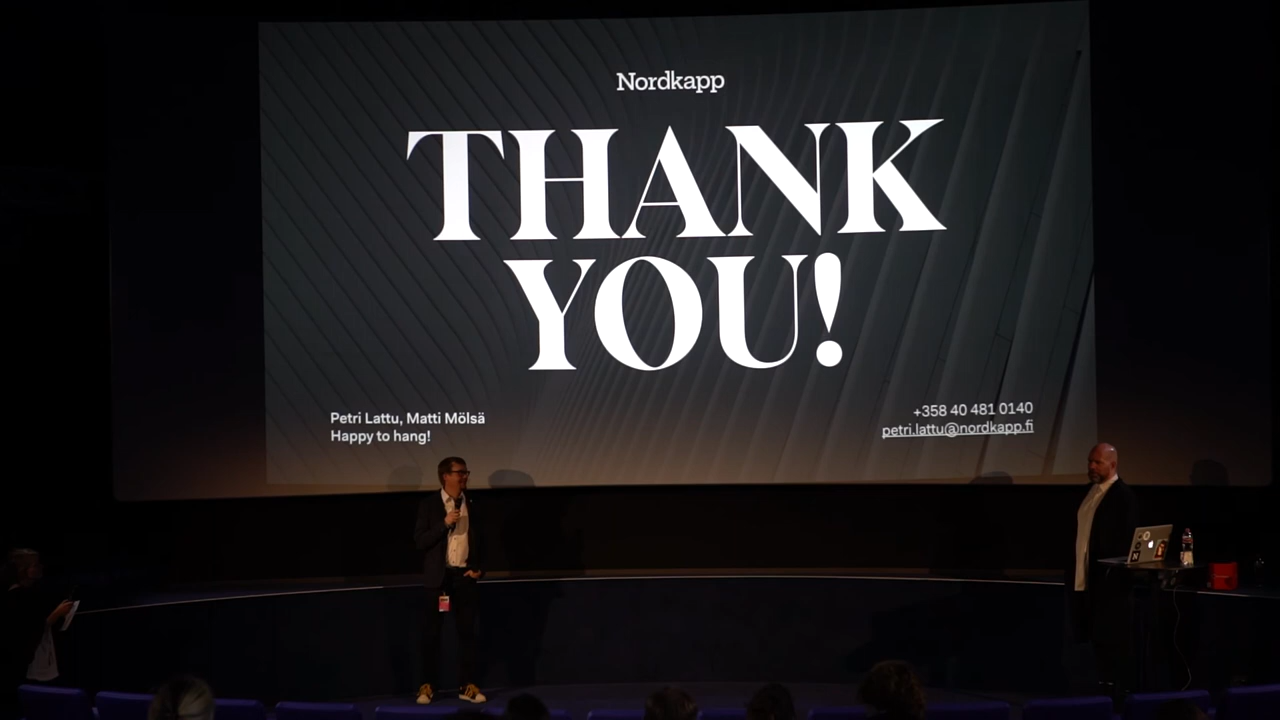 Nordkapp
THANK
YOU!
Petri Lattu, Matti Mölsä
Happy to hang!
+358 40 481 0140
petri.lattu@nordkapp.fi